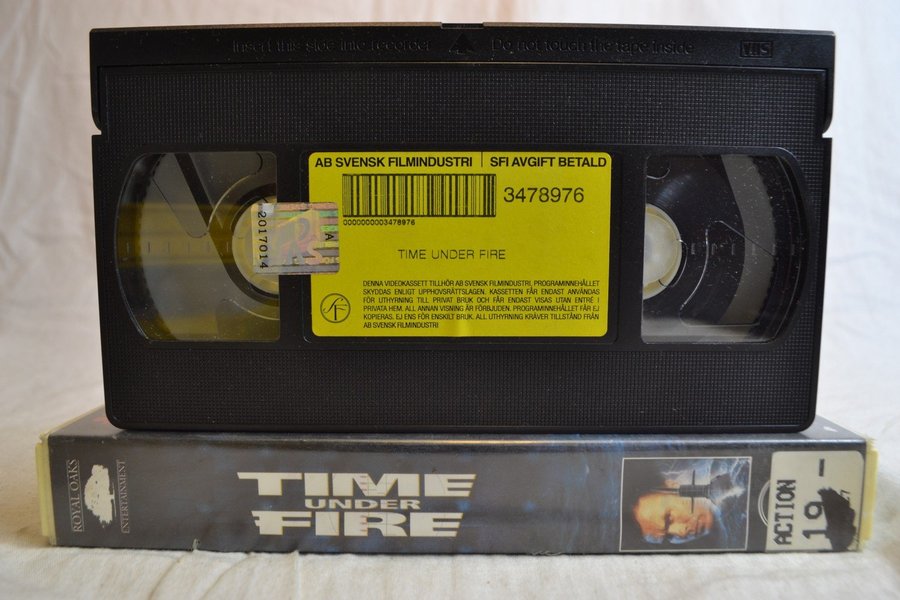 Insert this side into recorder Do not touch the tape inside VHS
AB SVENSK FILMINDUSTRI SFI AVGIFT BETALD
3478976
0000000003478976
A
2017014
TIME UNDER FIRE
DENNA VIDEOKASSETT TILLHÖR AB SVENSK FILMINDUSTRI, PROGRAMINNEHÅLLET
SKYDDAS ENLIGT UPPHOVSRÄTTSLAGEN. KASSETTEN FÅR ENDAST ANVÄNDAS
FÖR UTHYRNING TILL PRIVAT BRUK OCH FÅR ENDAST VISAS UTAN ENTRÉ I
PRIVATA HEM. ALL ANNAN VISNING ÄR FÖRBJUDEN. PROGRAMINNEHÅLLET FÅR EJ
KOPIERAS. EJ ENS FÖR ENSKILT BRUK. ALL UTHYRNING KRÄVER TILLSTÅND FRÅN
AB SVENSK FILMINDUSTRI
SF
ROYAL OAKS
ENTERTAINMENT
TIME
UNDER
FIRE
ACTION
19-